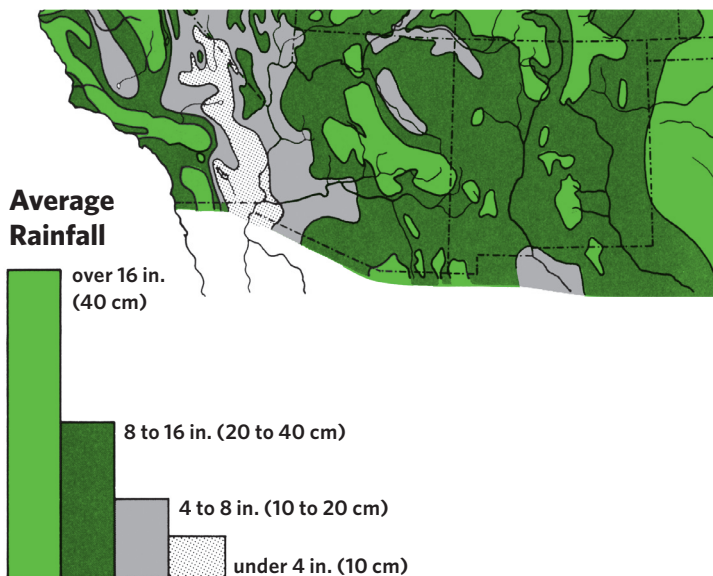 Average
Rainfall
over 16 in.
(40 cm)
8 to 16 in. (20 to 40 cm)
4 to 8 in. (10 to 20 cm)
under 4 in. (10 cm)